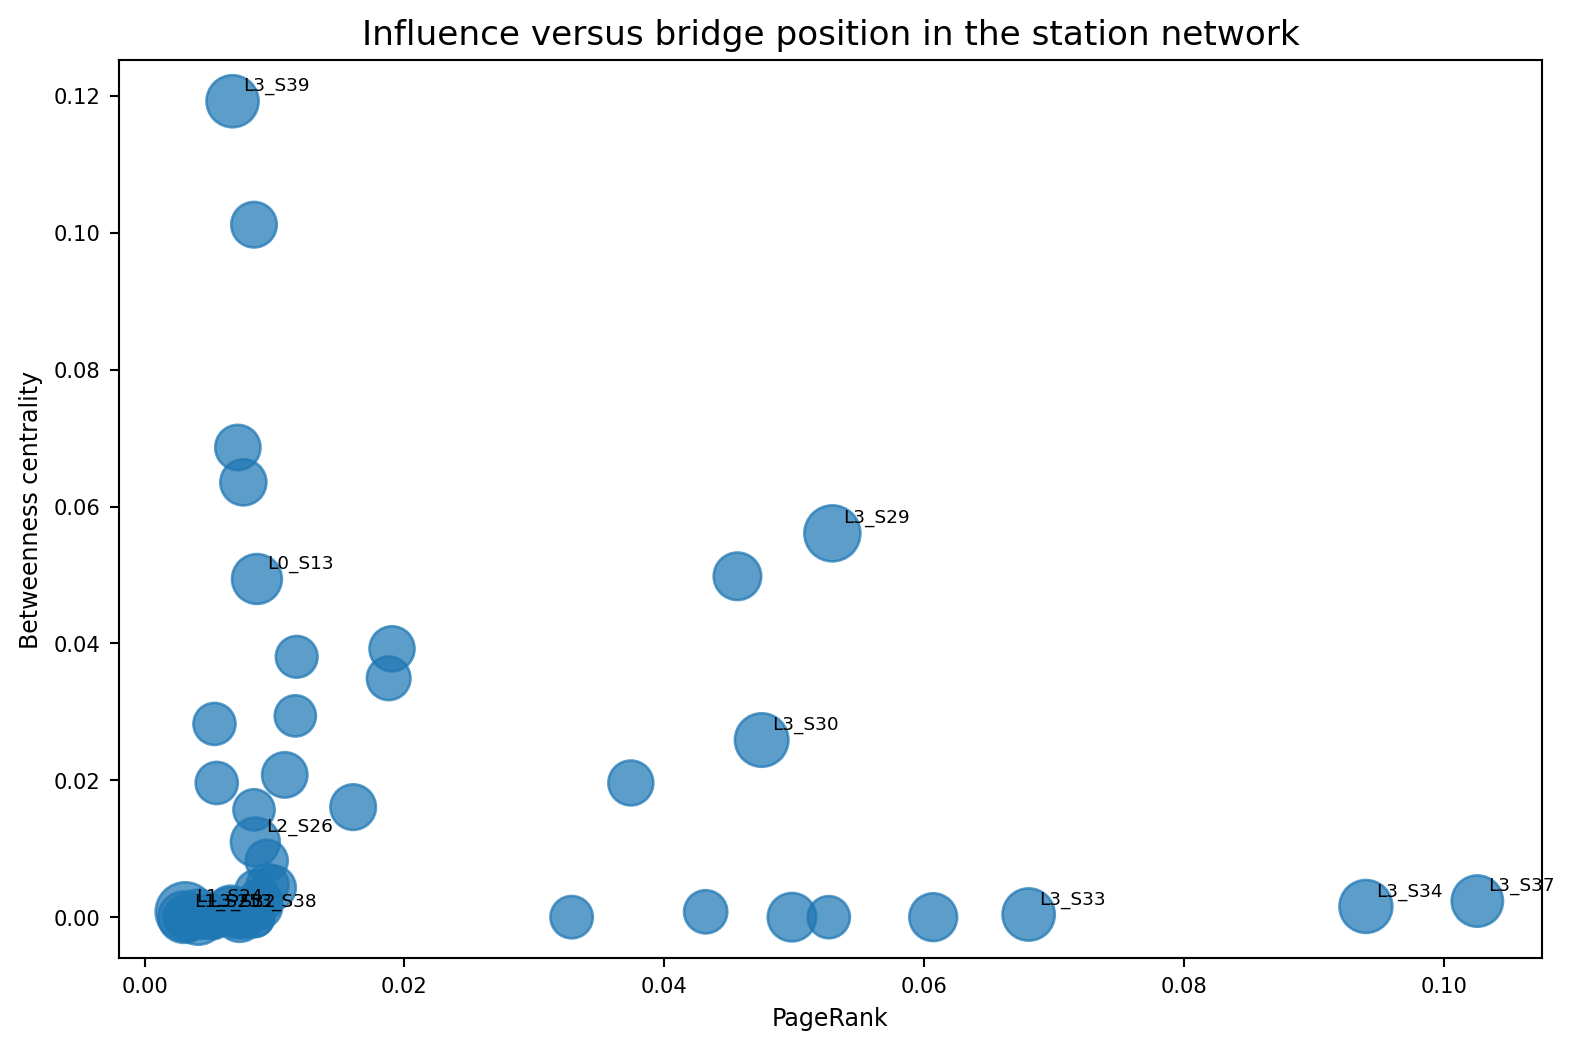 Influence versus bridge position in the station network
L3_S39
0.12
0.10
0.08
0.06
0.04
0.02
0.00
Betweenness centrality
L3_S29
L0_S13
L3_S30
L2_S26
L3_S37
L3_S34
L3_S33
0.00
0.02
0.04
0.06
0.08
0.10
PageRank